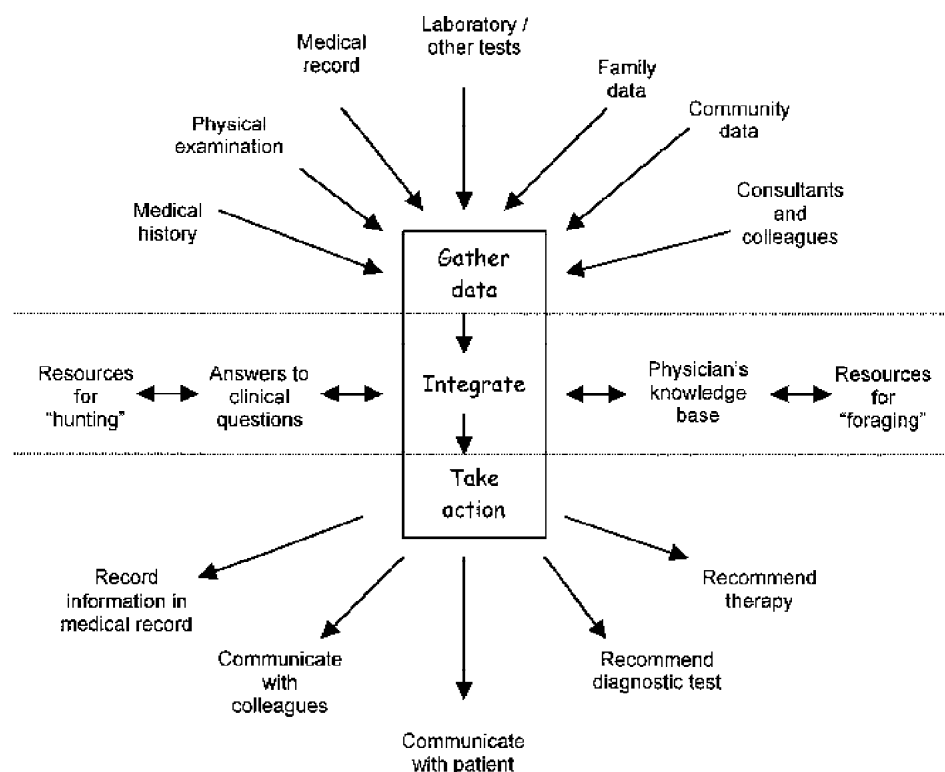 Laboratory /
other tests
Medical
record
Family
data
Community
data
Physical
examination
Consultants
and
colleagues
Medical
history
Gather
data
Resources
for
"hunting"
Answers to
clinical
questions
Integrate
Physician's
knowledge
base
Resources
for
"foraging"
Take
action
Record
information in
medical record
Recommend
therapy
Communicate
with
colleagues
Recommend
diagnostic test
Communicate
with patient